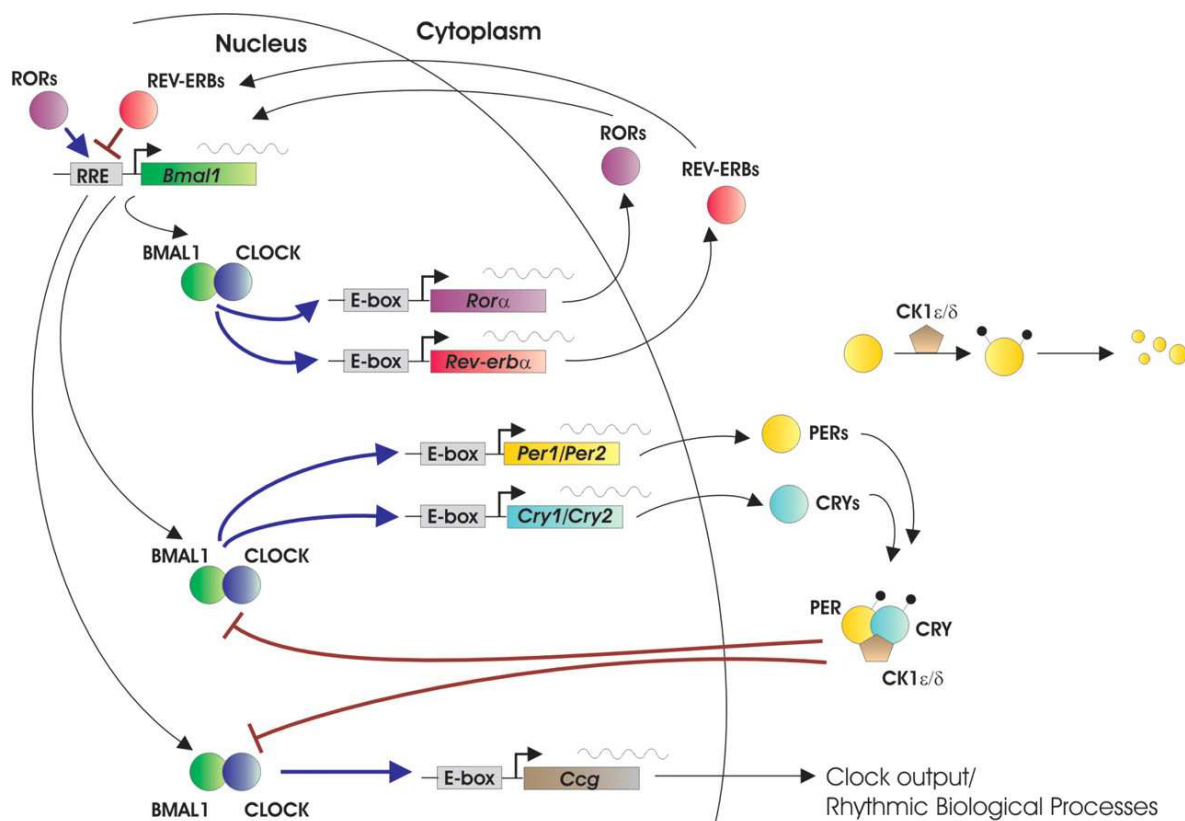 Nucleus
Cytoplasm
RORs
REV-ERBs
RRE
Bmal1
RORs
REV-ERBs
BMAL1
CLOCK
E-box
Rorα
E-box
Rev-erbα
CK1ε/δ
E-box
Per1/Per2
PERs
E-box
Cry1/Cry2
CRYs
BMAL1
CLOCK
PER
CRY
CK1ε/δ
E-box
Ccg
BMAL1
CLOCK
Clock output/
Rhythmic Biological Processes